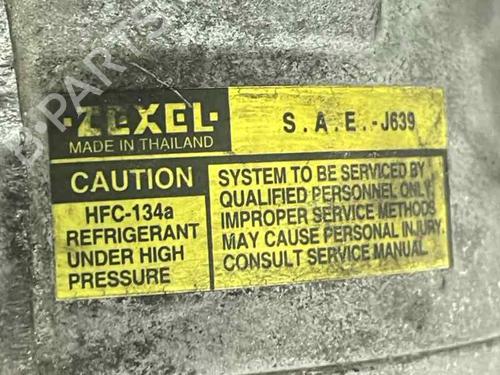 ·ZEXEL·
MADE IN THAILAND
S.A.E.-J639
CAUTION
HFC-134a
REFRIGERANT
UNDER HIGH
PRESSURE
SYSTEM TO BE SERVICED BY
QUALIFIED PERSONNEL ONLY.
IMPROPER SERVICE METHODS
MAY CAUSE PERSONAL INJURY.
CONSULT SERVICE MANUAL.
B-PARTS